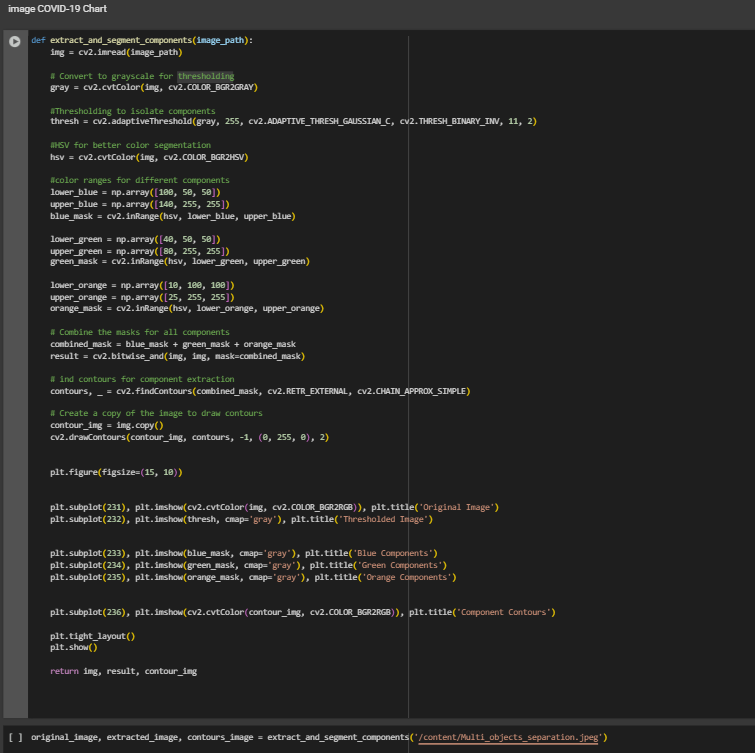 image COVID-19 Chart
def extract_and_segment_components(image_path):
img = cv2.imread(image_path)
# Convert to grayscale for thresholding
gray = cv2.cvtColor(img, cv2.COLOR_BGR2GRAY)
#Thresholding to isolate components
thresh = cv2.adaptiveThreshold(gray, 255, cv2.ADAPTIVE_THRESH_GAUSSIAN_C, cv2.THRESH_BINARY_INV, 11, 2)
#HSV for better color segmentation
hsv = cv2.cvtColor(img, cv2.COLOR_BGR2HSV)
#color ranges for different components
lower_blue = np.array([100, 50, 50])
upper_blue = np.array([140, 255, 255])
blue_mask = cv2.inRange(hsv, lower_blue, upper_blue)
lower_green = np.array([40, 50, 50])
upper_green = np.array([80, 255, 255])
green_mask = cv2.inRange(hsv, lower_green, upper_green)
lower_orange = np.array([10, 100, 100])
upper_orange = np.array([25, 255, 255])
orange_mask = cv2.inRange(hsv, lower_orange, upper_orange)
# Combine the masks for all components
combined_mask = blue_mask + green_mask + orange_mask
result = cv2.bitwise_and(img, img, mask=combined_mask)
# ind contours for component extraction
contours, _ = cv2.findContours(combined_mask, cv2.RETR_EXTERNAL, cv2.CHAIN_APPROX_SIMPLE)
# Create a copy of the image to draw contours
contour_img = img.copy()
cv2.drawContours(contour_img, contours, -1, (0, 255, 0), 2)
plt.figure(figsize=(15, 10))
plt.subplot(231), plt.imshow(cv2.cvtColor(img, cv2.COLOR_BGR2RGB)), plt.title('Original Image')
plt.subplot(232), plt.imshow(thresh, cmap='gray'), plt.title('Thresholded Image')
plt.subplot(233), plt.imshow(blue_mask, cmap='gray'), plt.title('Blue Components')
plt.subplot(234), plt.imshow(green_mask, cmap='gray'), plt.title('Green Components')
plt.subplot(235), plt.imshow(orange_mask, cmap='gray'), plt.title('Orange Components')
plt.subplot(236), plt.imshow(cv2.cvtColor(contour_img, cv2.COLOR_BGR2RGB)), plt.title('Component Contours')
plt.tight_layout()
plt.show()
return img, result, contour_img
[ ] original_image, extracted_image, contours_image = extract_and_segment_components('/content/Multi_objects_separation.jpeg')